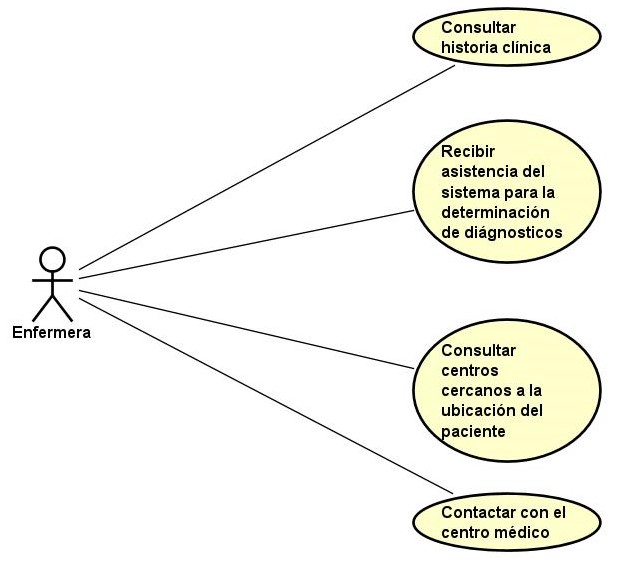 Consultar
historia clínica
Recibir
asistencia del
sistema para la
determinación
de diágnosticos
Enfermera
Consultar
centros
cercanos a la
ubicación del
paciente
Contactar con el
centro médico